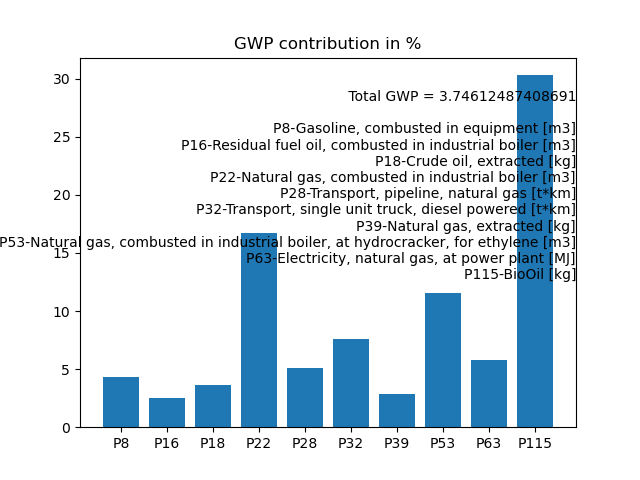 GWP contribution in %
30
25
20
15
10
5
0
Total GWP = 3.74612487408691
P8-Gasoline, combusted in equipment [m3]
P16-Residual fuel oil, combusted in industrial boiler [m3]
P18-Crude oil, extracted [kg]
P22-Natural gas, combusted in industrial boiler [m3]
P28-Transport, pipeline, natural gas [t*km]
P32-Transport, single unit truck, diesel powered [t*km]
P39-Natural gas, extracted [kg]
P53-Natural gas, combusted in industrial boiler, at hydrocracker, for ethylene [m3]
P63-Electricity, natural gas, at power plant [MJ]
P115-BioOil [kg]
P8 P16 P18 P22 P28 P32 P39 P53 P63 P115